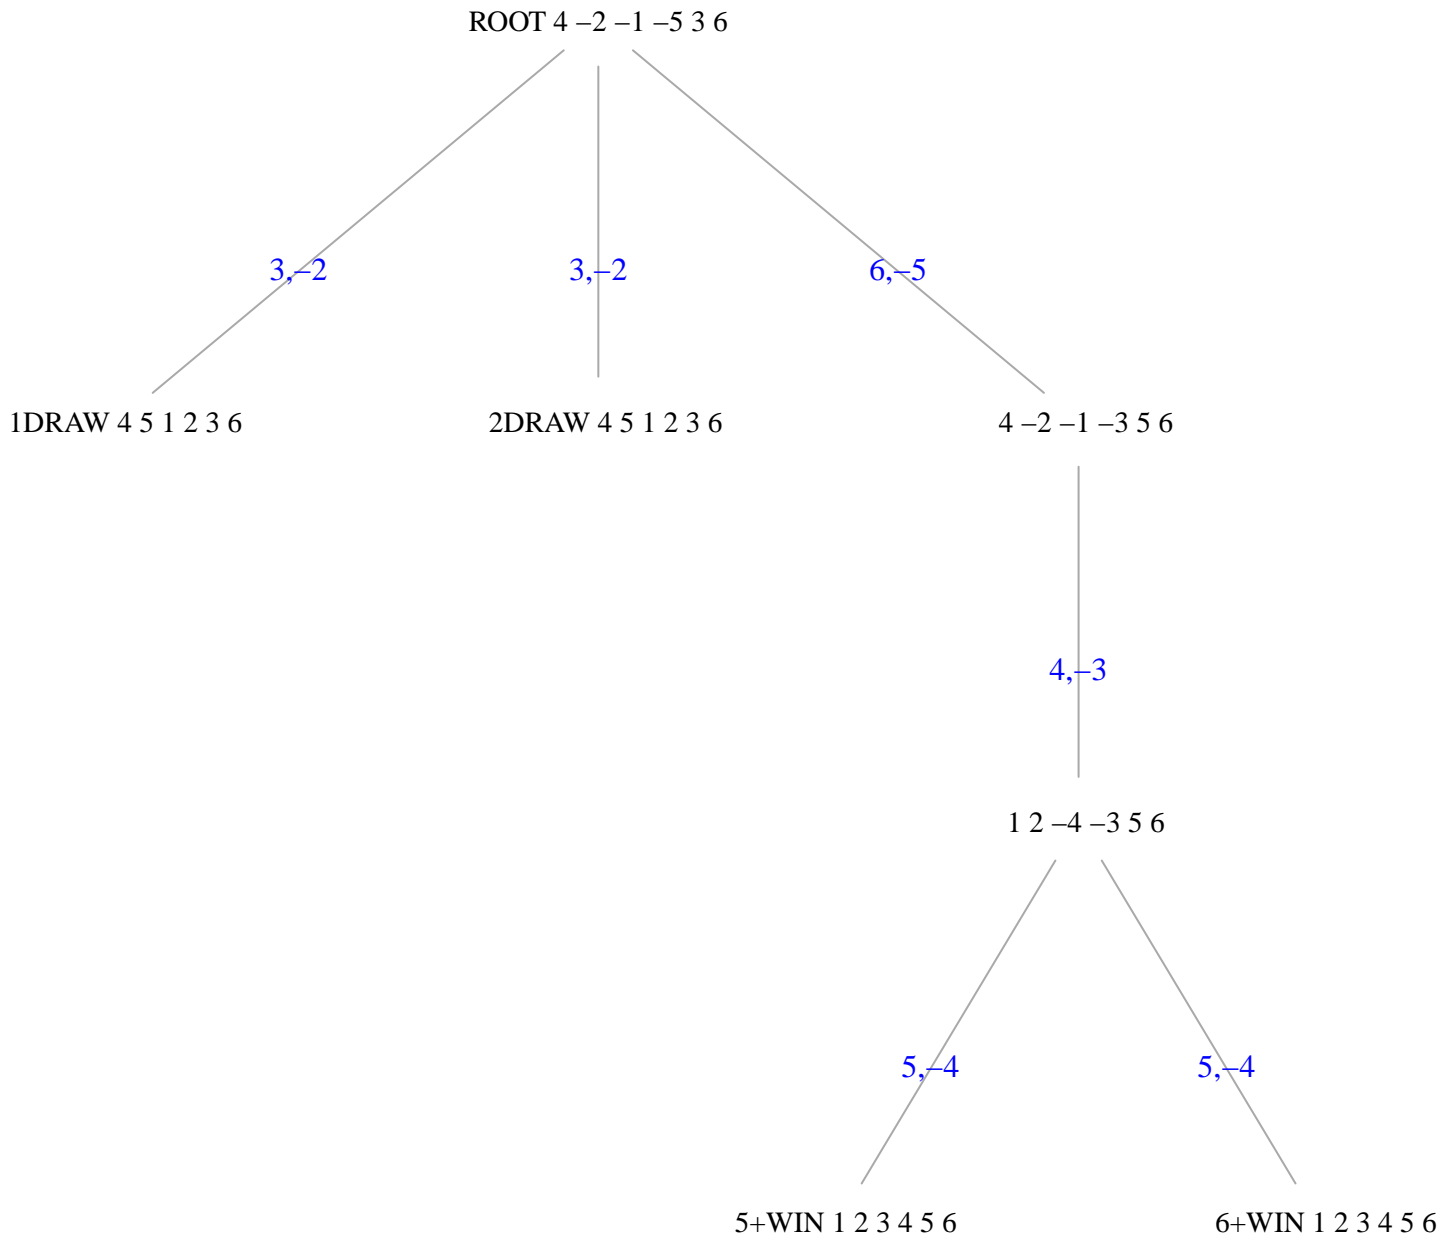 ROOT 4 –2 –1 –5 3 6
3,–2
3,–2
6,–5
1DRAW 4 5 1 2 3 6
2DRAW 4 5 1 2 3 6
4 –2 –1 –3 5 6
4,–3
1 2 –4 –3 5 6
5,–4
5,–4
5+WIN 1 2 3 4 5 6
6+WIN 1 2 3 4 5 6